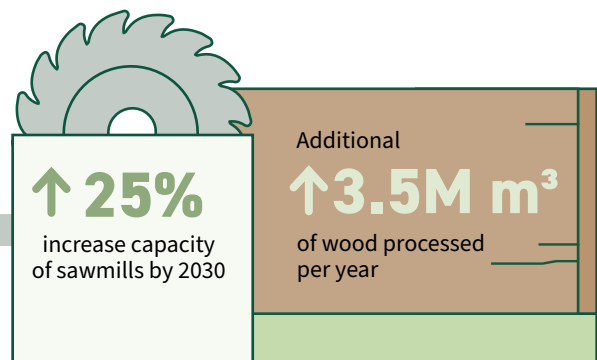 ↑ 25%
increase capacity
of sawmills by 2030
Additional
↑3.5M m³
of wood processed
per year